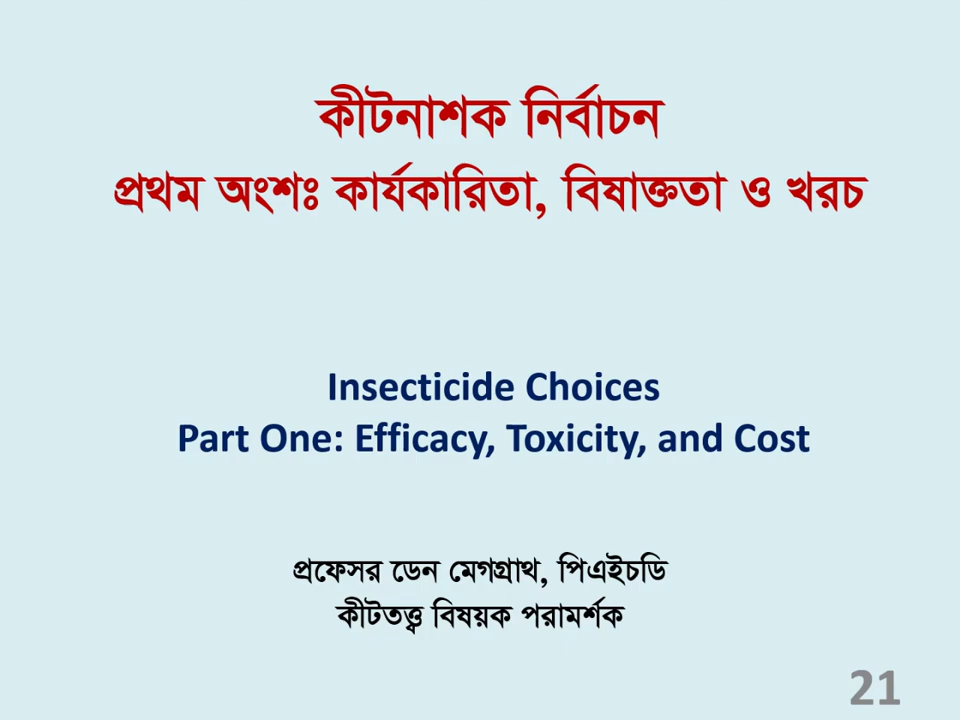 কীটনাশক নির্বাচন
প্রথম অংশঃ কার্যকারিতা, বিষাক্ততা ও খরচ
Insecticide Choices
Part One: Efficacy, Toxicity, and Cost
প্রফেসর ডেন মেগগ্রাথ, পিএইচডি
কীটতত্ত্ব বিষয়ক পরামর্শক
21